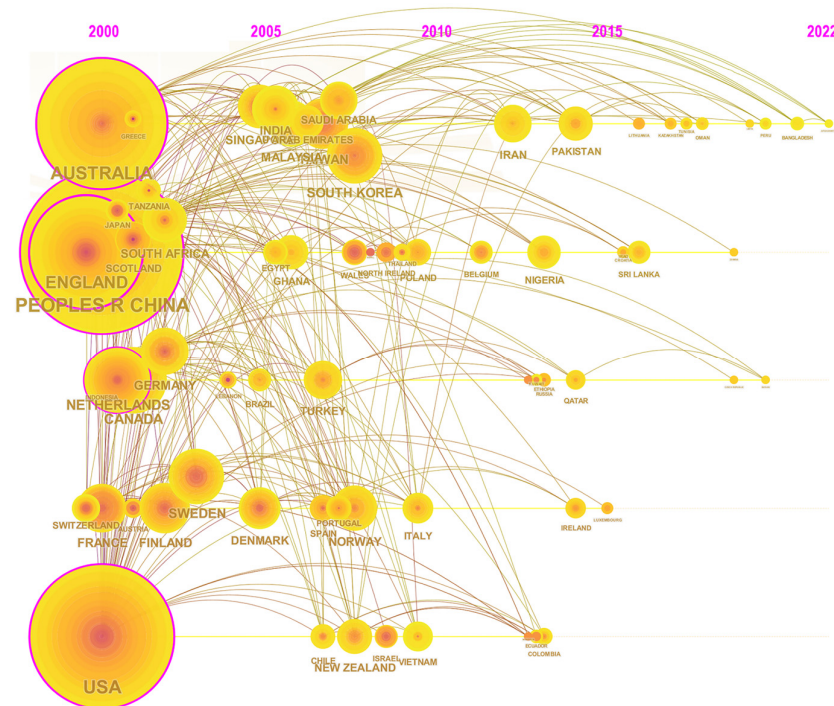 2000 2005 2010 2015 2022
GREECE
AUSTRALIA
SINGAPORE
INDIA
SAUDI ARABIA
MALAYSIA
TAIWAN
SOUTH KOREA
IRAN
PAKISTAN
LITHUANIA
KAZAKHSTAN
OMAN
PERU
BANGLADESH
TANZANIA
JAPAN
SOUTH AFRICA
SCOTLAND
ENGLAND
PEOPLES R CHINA
EGYPT
GHANA
WALES
NORTH IRELAND
THAILAND
POLAND
BELGIUM
NIGERIA
SRI LANKA
GERMANY
INDONESIA
NETHERLANDS
CANADA
LEBANON
BRAZIL
TURKEY
ETHIOPIA
RUSSIA
QATAR
SWITZERLAND
FRANCE
AUSTRIA
FINLAND
SWEDEN
DENMARK
SPAIN
PORTUGAL
NORWAY
ITALY
IRELAND
LUXEMBOURG
USA
CHILE
NEW ZEALAND
ISRAEL
VIETNAM
ECUADOR
COLOMBIA